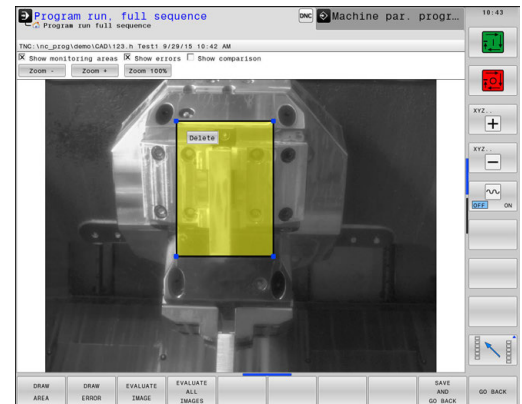 Program run, full sequence
Program run full sequence
DNC
Machine par. progr…
10:43
TNC:\nc_prog\demo\CAD\123.h Test1 9/29/15 10:42 AM
Show monitoring areas Show errors Show comparison
Zoom - Zoom + Zoom 100%
Delete
XYZ..
+
XYZ..
-
OFF ON
DRAW AREA
DRAW ERROR
EVALUATE IMAGE
EVALUATE ALL IMAGES
SAVE AND GO BACK
GO BACK